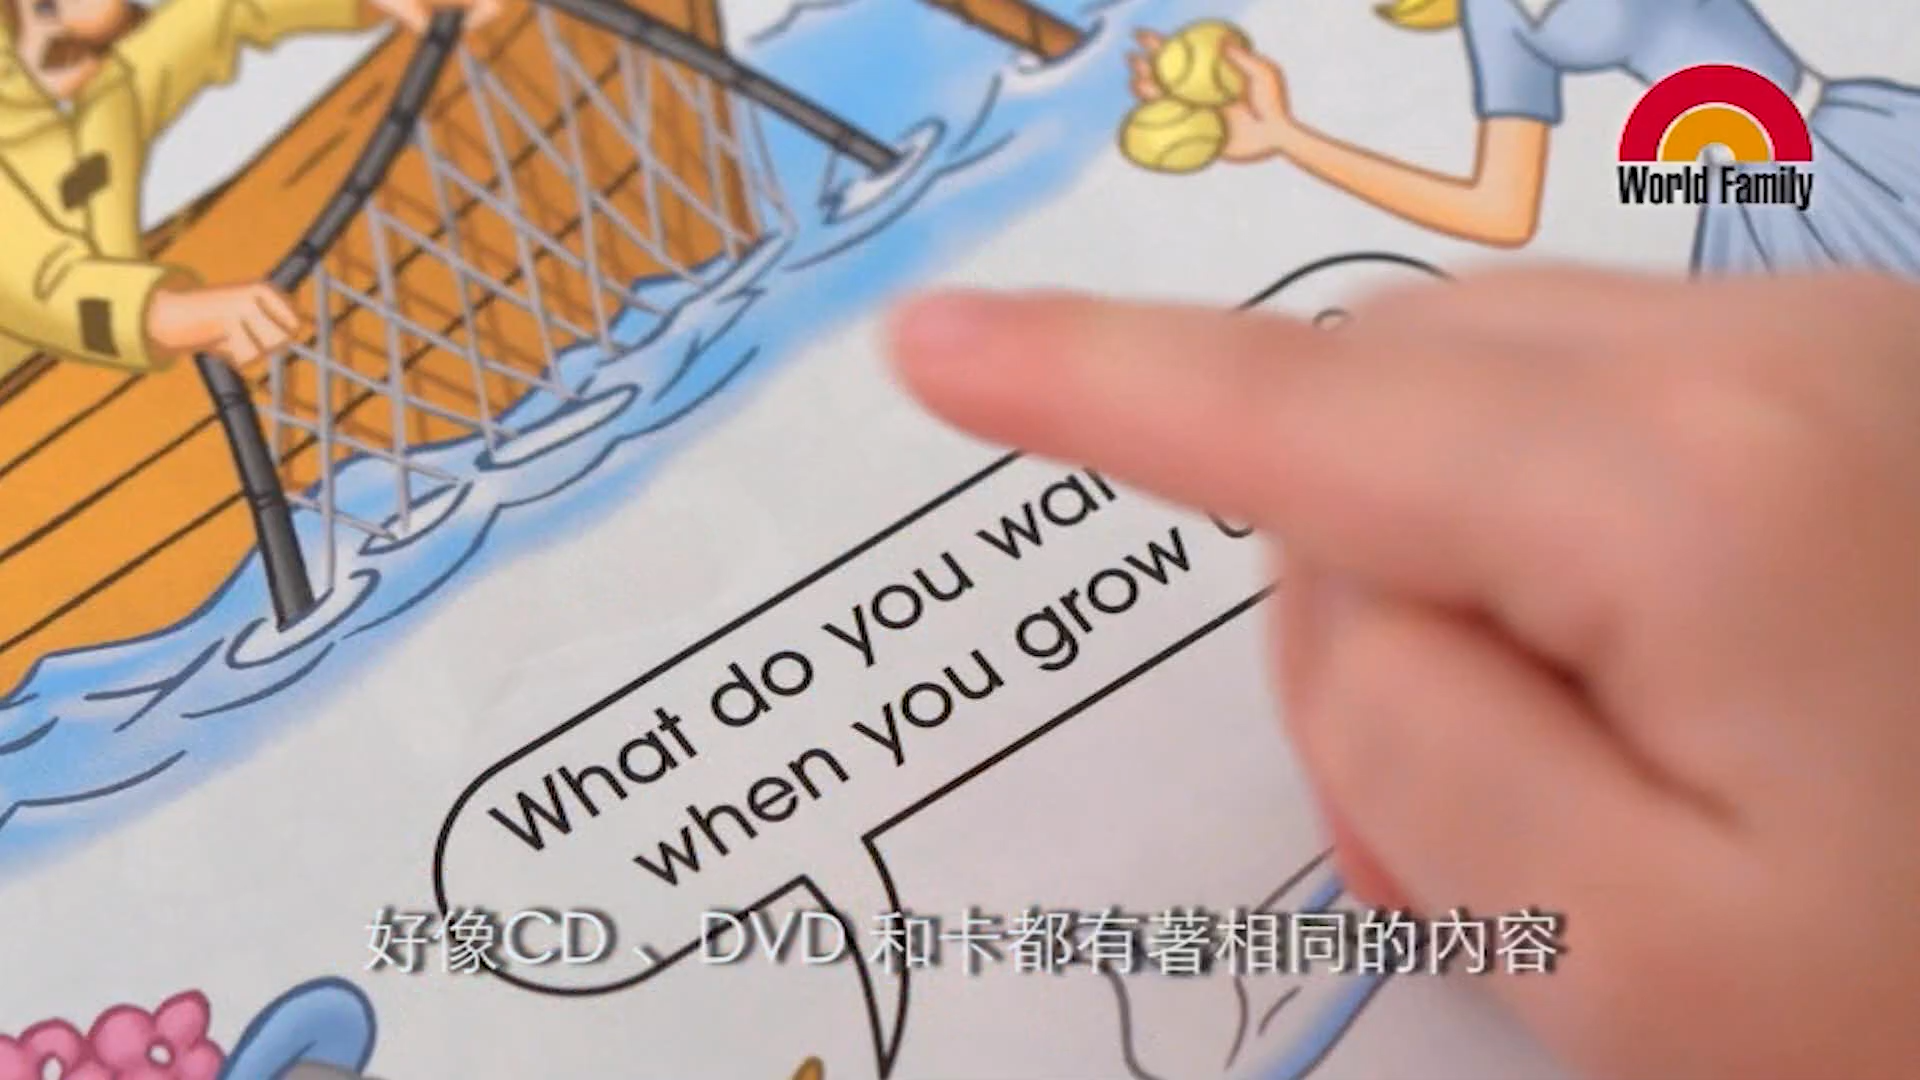 World Family
What do you
when you grow
好像CD、DVD 和卡都有著相同的內容